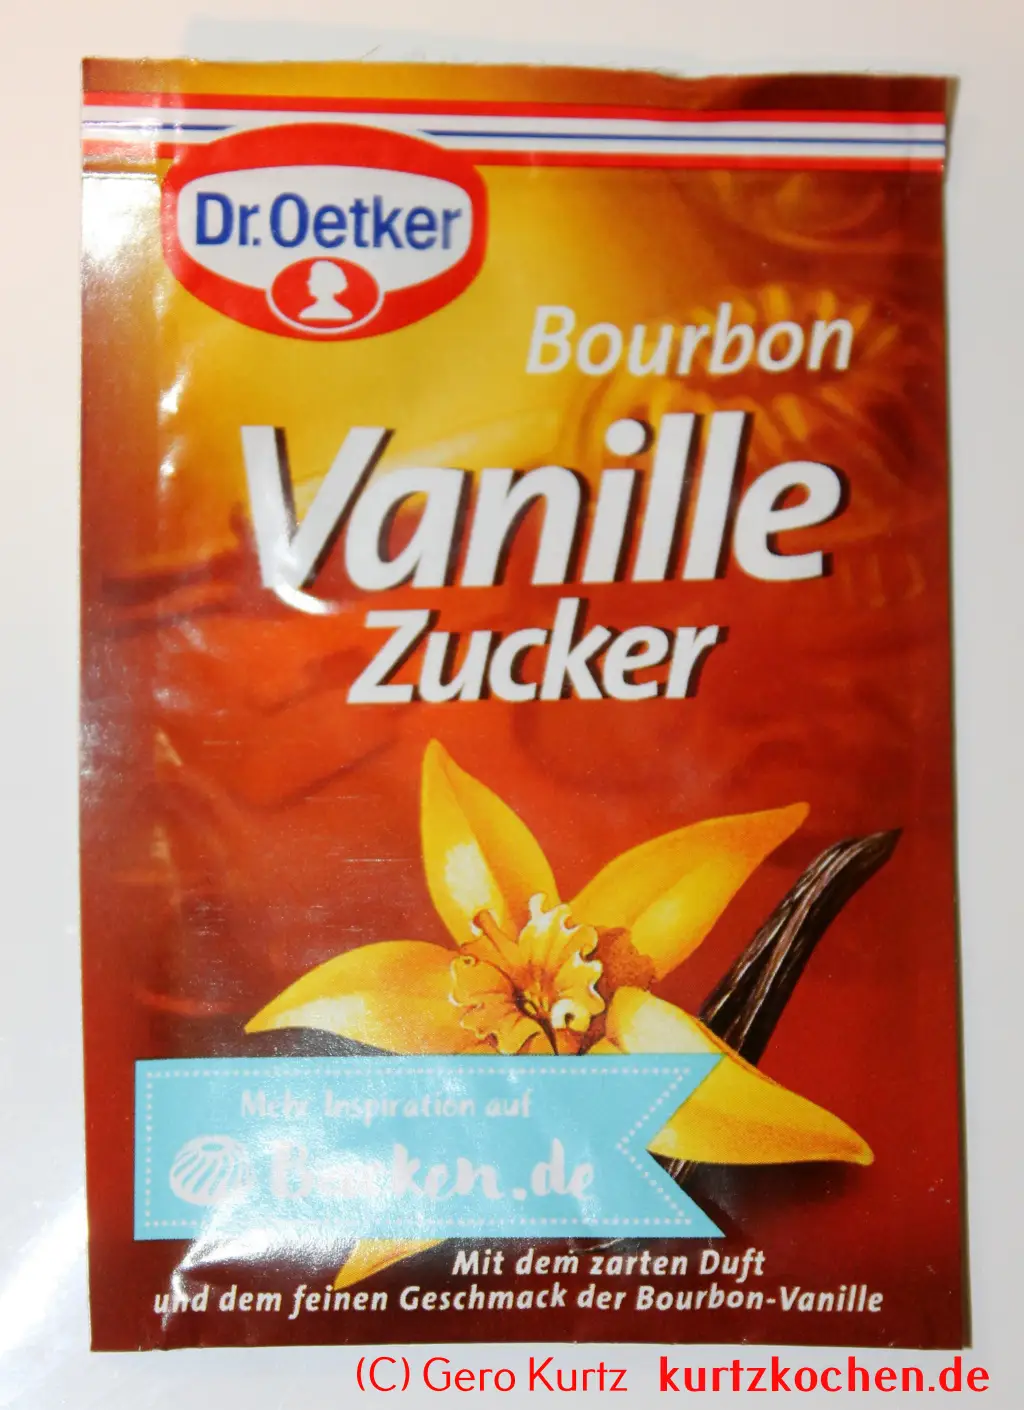 Dr. Oetker
Bourbon
Vanille
Zucker
Mehr Inspiration auf
Backen.de
Mit dem zarten Duft
und dem feinen Geschmack der Bourbon-Vanille
(C) Gero Kurtz kurtzkochen.de